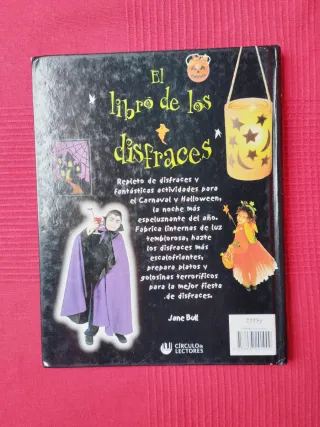 El
libro de los
disfraces
Repleto de disfraces y
fantásticas actividades para
el Carnaval y Halloween,
la noche más
espeluznante del año.
Fabrica linternas de luz
temblorosa, hazte
los disfraces más
escalofriantes,
prepara platos y
golosinas terroríficos
para la mejor fiesta
de disfraces.
Jane Bull
CÍRCULO de
LECTORES